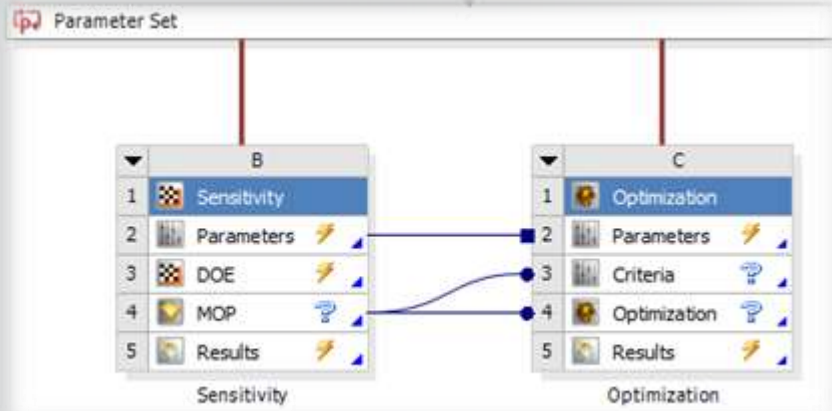 Parameter Set
B
1 Sensitivity
2 Parameters
3 DOE
4 MOP
5 Results
Sensitivity
C
1 Optimization
2 Parameters
3 Criteria
4 Optimization
5 Results
Optimization